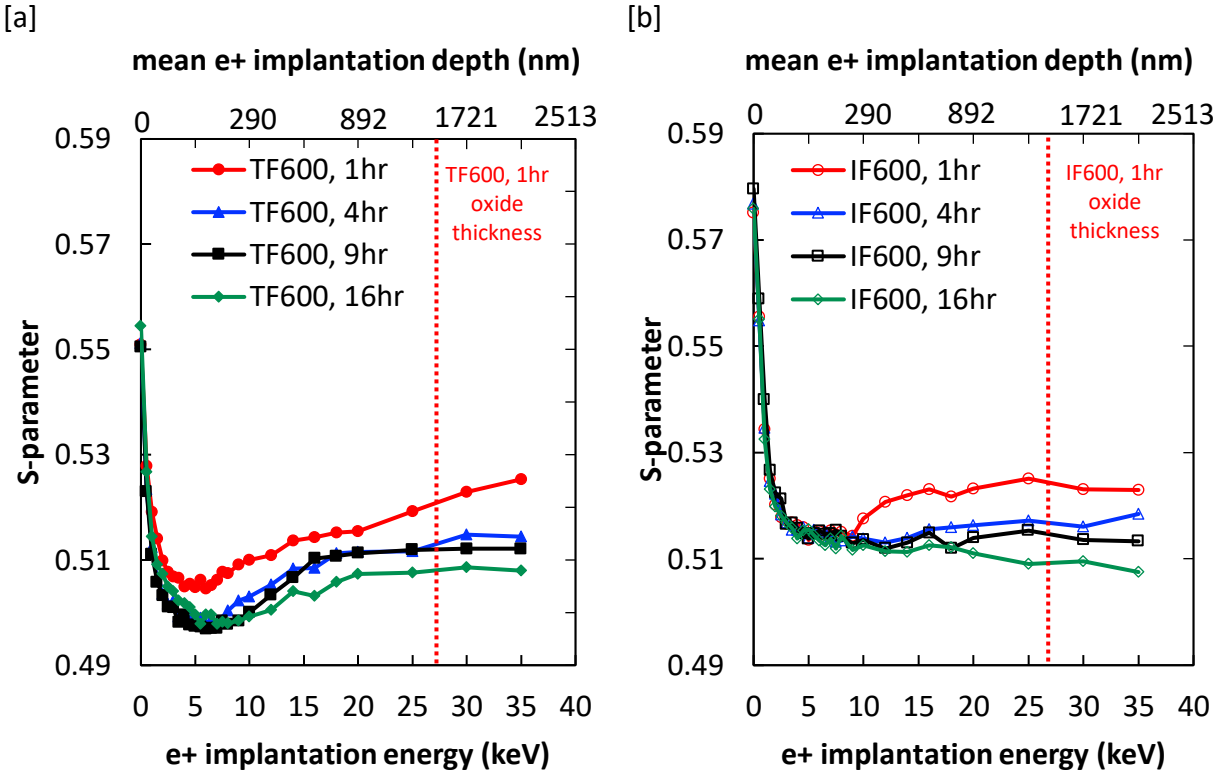 [a]
mean e+ implantation depth (nm)
0 290 892 1721 2513
0.59
0.57
0.55
0.53
0.51
0.49
S-parameter
TF600, 1hr
TF600, 4hr
TF600, 9hr
TF600, 16hr
TF600, 1hr
oxide
thickness
0 5 10 15 20 25 30 35 40
e+ implantation energy (keV)
[b]
mean e+ implantation depth (nm)
0 290 892 1721 2513
0.59
0.57
0.55
0.53
0.51
0.49
S-parameter
IF600, 1hr
IF600, 4hr
IF600, 9hr
IF600, 16hr
IF600, 1hr
oxide
thickness
0 5 10 15 20 25 30 35 40
e+ implantation energy (keV)